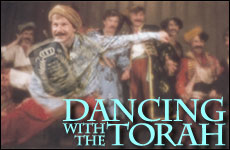 DANCING
WITH
THE TORAH